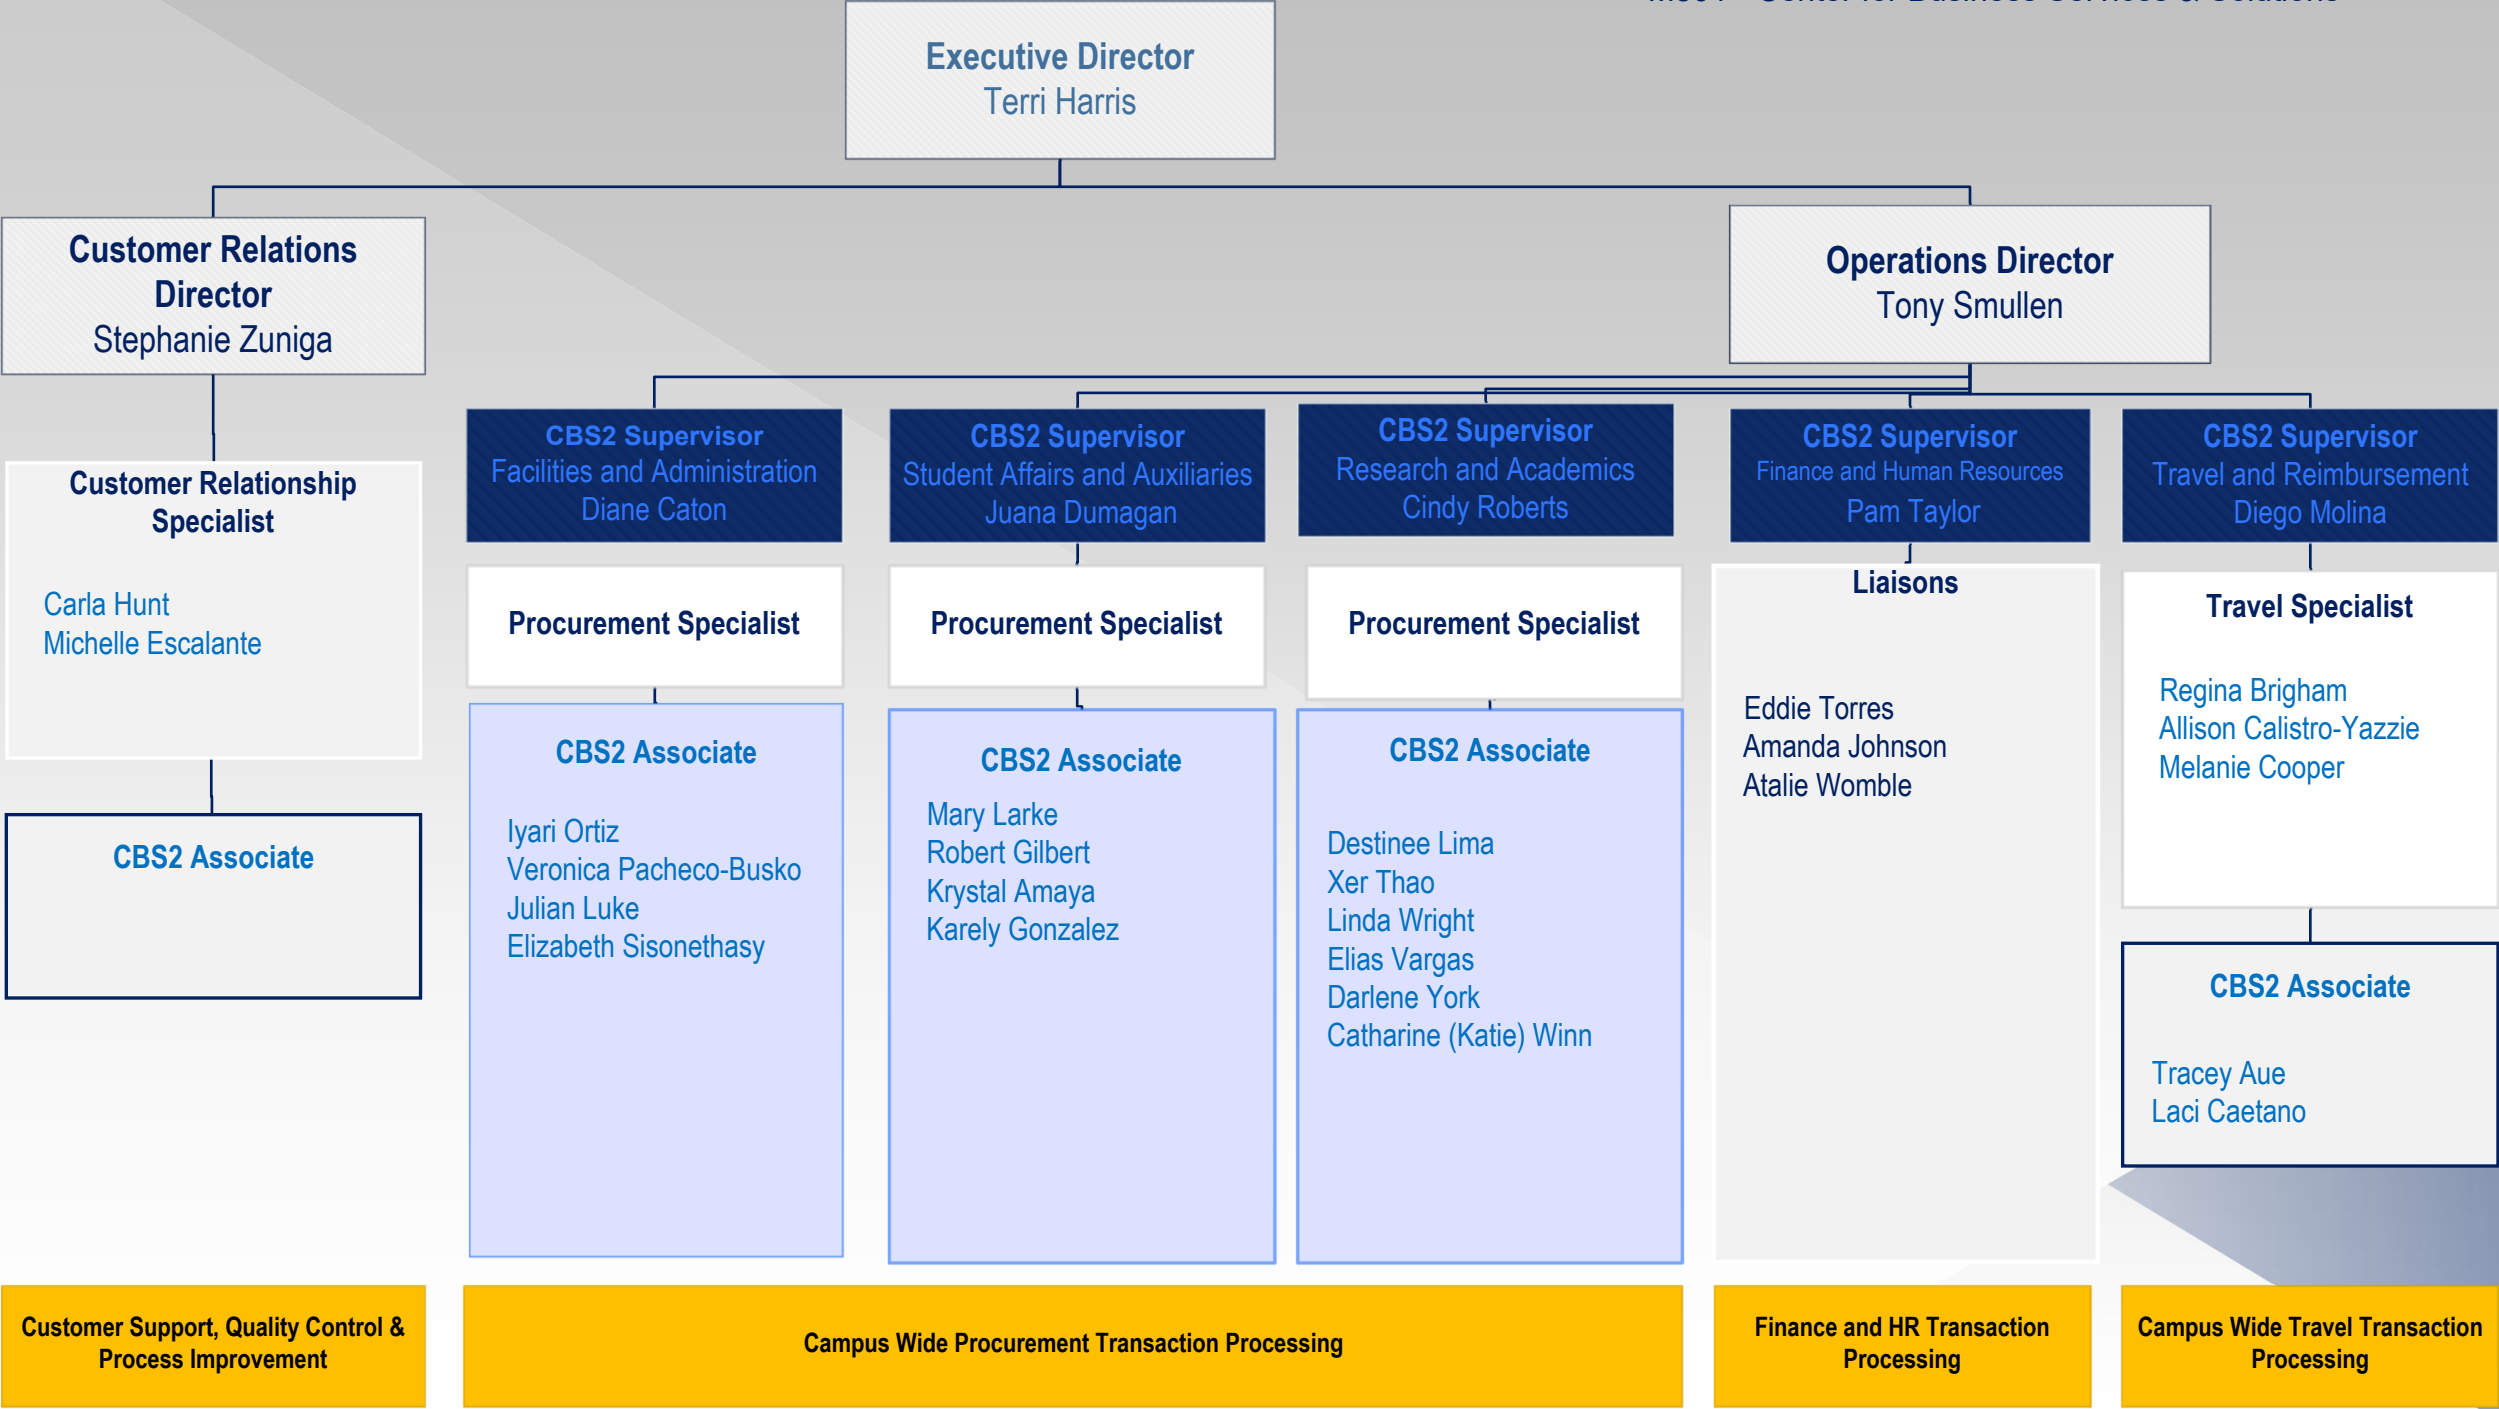 Center for Business Services & Solutions
Executive Director
Terri Harris
Customer Relations
Director
Stephanie Zuniga
Operations Director
Tony Smullen
CBS2 Supervisor
Facilities and Administration
Diane Caton
CBS2 Supervisor
Student Affairs and Auxiliaries
Juana Dumagan
CBS2 Supervisor
Research and Academics
Cindy Roberts
CBS2 Supervisor
Finance and Human Resources
Pam Taylor
CBS2 Supervisor
Travel and Reimbursement
Diego Molina
Customer Relationship
Specialist
Carla Hunt
Michelle Escalante
CBS2 Associate
Procurement Specialist
CBS2 Associate
Iyari Ortiz
Veronica Pacheco-Busko
Julian Luke
Elizabeth Sisonethasy
Procurement Specialist
CBS2 Associate
Mary Larke
Robert Gilbert
Krystal Amaya
Karely Gonzalez
Procurement Specialist
CBS2 Associate
Destinee Lima
Xer Thao
Linda Wright
Elias Vargas
Darlene York
Catharine (Katie) Winn
Liaisons
Eddie Torres
Amanda Johnson
Atalie Womble
Travel Specialist
Regina Brigham
Allison Calistro-Yazzie
Melanie Cooper
CBS2 Associate
Tracey Aue
Laci Caetano
Customer Support, Quality Control &
Process Improvement
Campus Wide Procurement Transaction Processing
Finance and HR Transaction
Processing
Campus Wide Travel Transaction
Processing